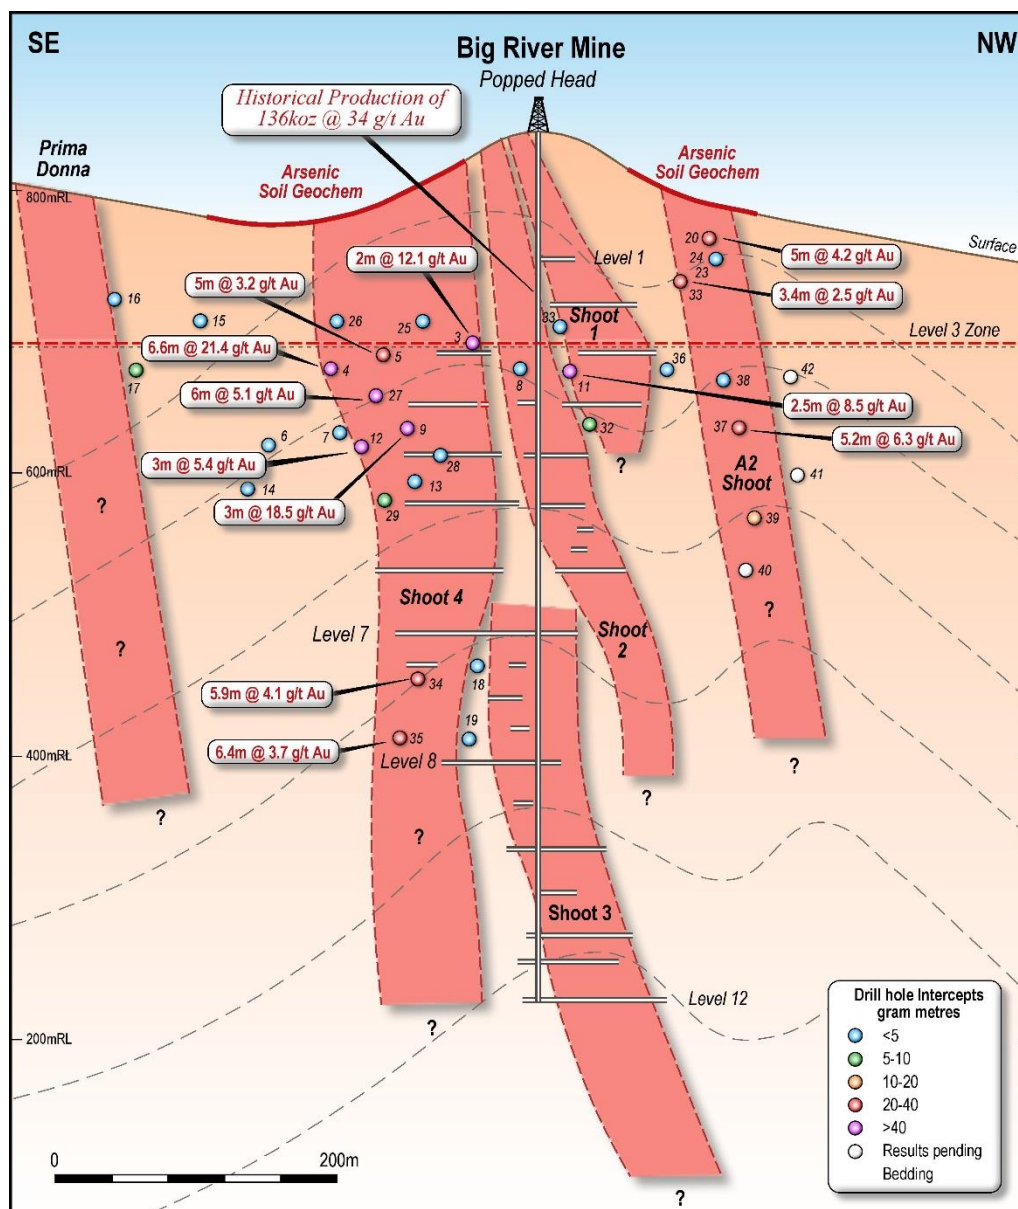 SE
Big River Mine
NW
Popped Head
Historical Production of
136koz @ 34 g/t Au
Prima
Donna
Arsenic
Soil Geochem
Arsenic
Soil Geochem
800mRL
Surface
20
5m @ 4.2 g/t Au
24
2m @ 12.1 g/t Au
Level 1
23
33
3.4m @ 2.5 g/t Au
5m @ 3.2 g/t Au
16
15
26
25
33
Shoot
1
Level 3 Zone
3
6.6m @ 21.4 g/t Au
5
4
17
8
11
36
38
42
6m @ 5.1 g/t Au
27
2.5m @ 8.5 g/t Au
6
7
12
9
32
37
5.2m @ 6.3 g/t Au
3m @ 5.4 g/t Au
28
?
600mRL
A2
Shoot
41
14
13
3m @ 18.5 g/t Au
29
?
39
40
Shoot 4
?
Level 7
Shoot
2
?
5.9m @ 4.1 g/t Au
34
18
19
6.4m @ 3.7 g/t Au
35
Level 8
400mRL
?
?
?
?
Shoot 3
Level 12
?
200mRL
Drill hole Intercepts
gram metres
<5
5-10
10-20
20-40
>40
Results pending
Bedding
0
200m
?